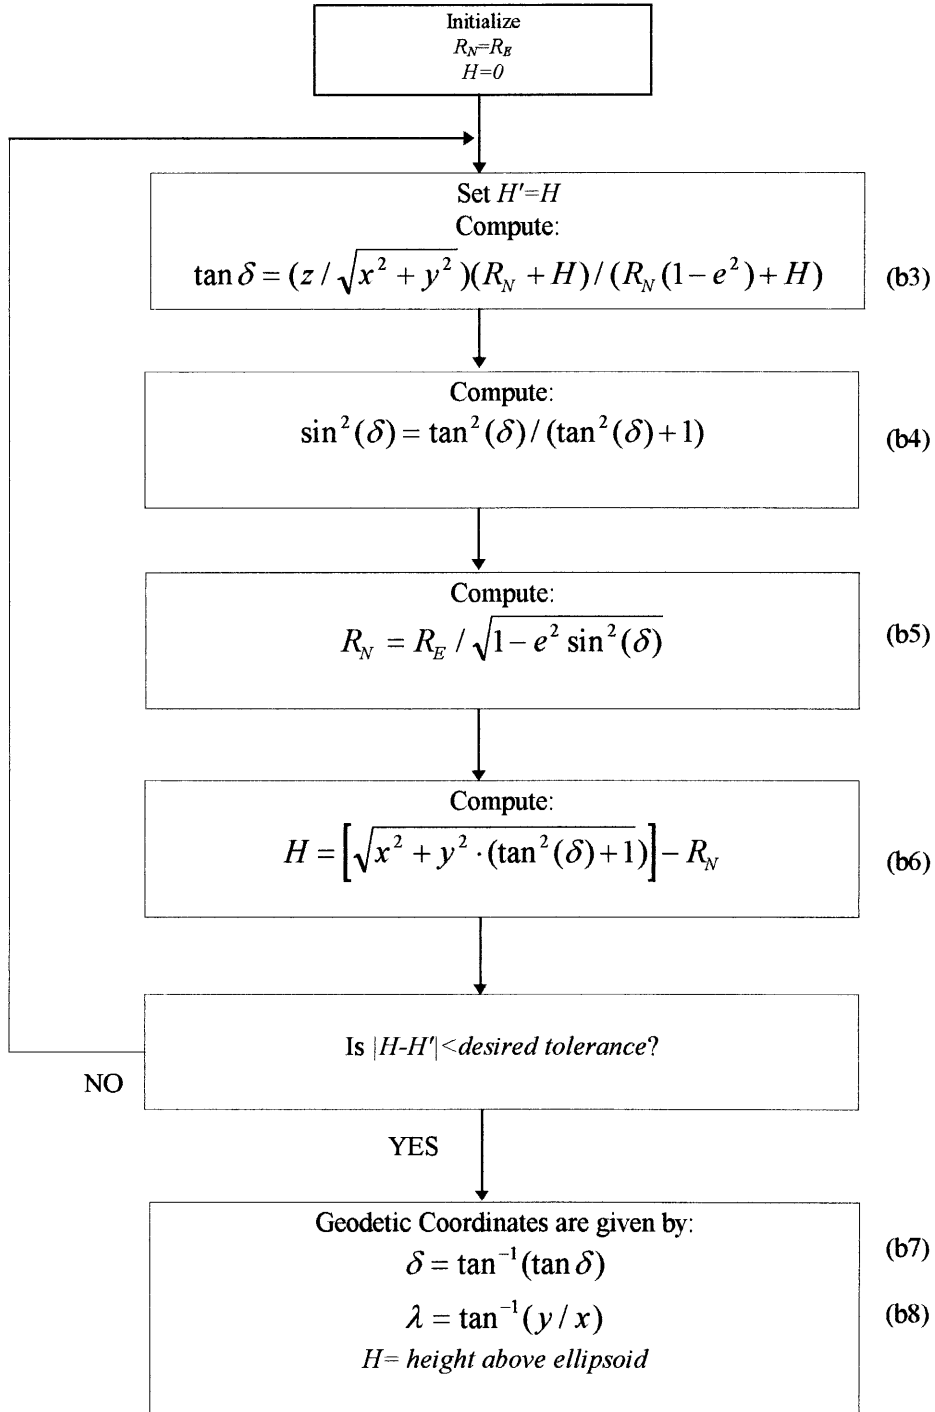 Initialize
R_N=R_E
H=0
Set H'=H
Compute:
tan δ = (z / √(x² + y²))(R_N + H) / (R_N (1 − e²) + H)
(b3)
Compute:
sin²(δ) = tan²(δ) / (tan²(δ) + 1)
(b4)
Compute:
R_N = R_E / √(1 − e² sin²(δ))
(b5)
Compute:
H = [√(x² + y² · (tan²(δ) + 1))] − R_N
(b6)
Is |H-H'|<desired tolerance?
NO
YES
Geodetic Coordinates are given by:
δ = tan⁻¹(tan δ)
(b7)
λ = tan⁻¹(y / x)
(b8)
H= height above ellipsoid